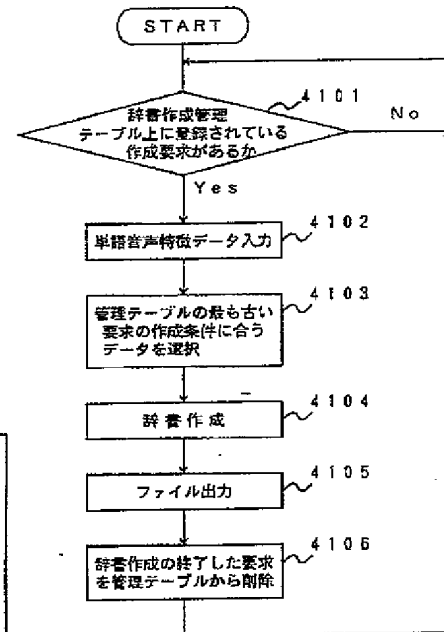 START
4101
辞書作成管理
テーブル上に登録されている
作成要求があるか
No
Yes
4102
単語音声特徴データ入力
4103
管理テーブルの最も古い
要求の作成条件に合う
データを選択
4104
辞書作成
4105
ファイル出力
4106
辞書作成の終了した要求
を管理テーブルから削除